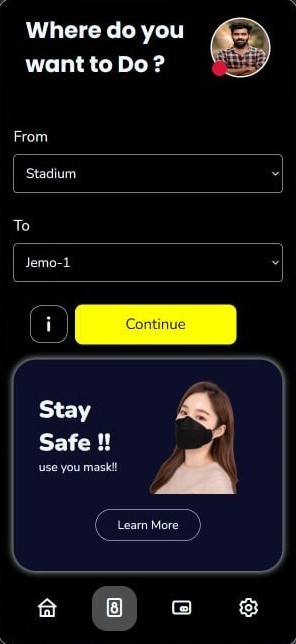 Where do you
want to Do ?
From
Stadium
To
Jemo-1
i
Continue
Stay
Safe !!
use you mask!!
Learn More